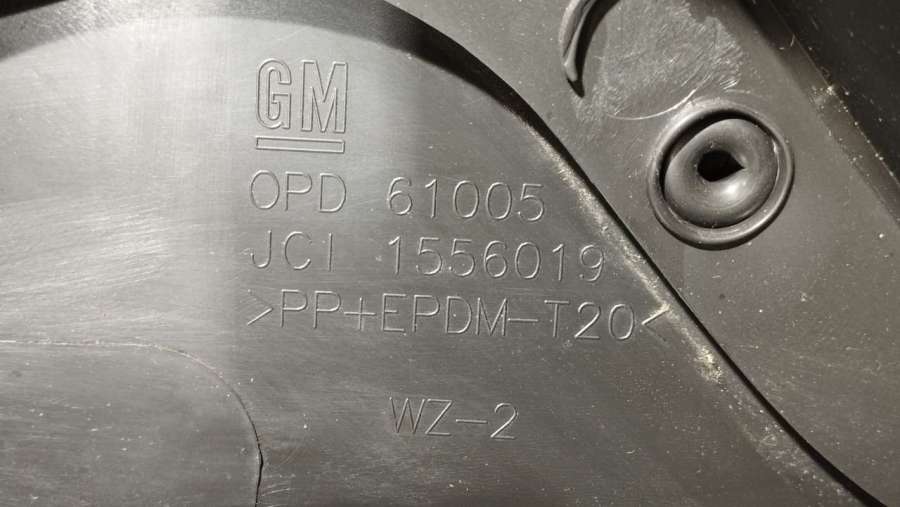 GM
OPD 61005
JCI 1556019
>PP+EPDM-T20<
WZ-2